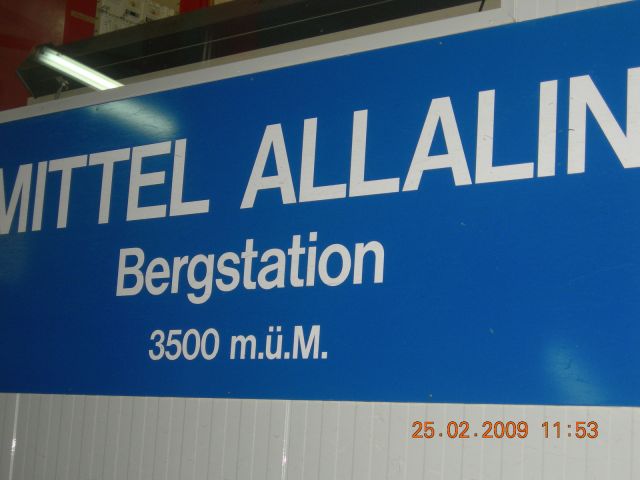 MITTEL ALLALIN
Bergstation
3500 m.ü.M.
25.02.2009 11:53